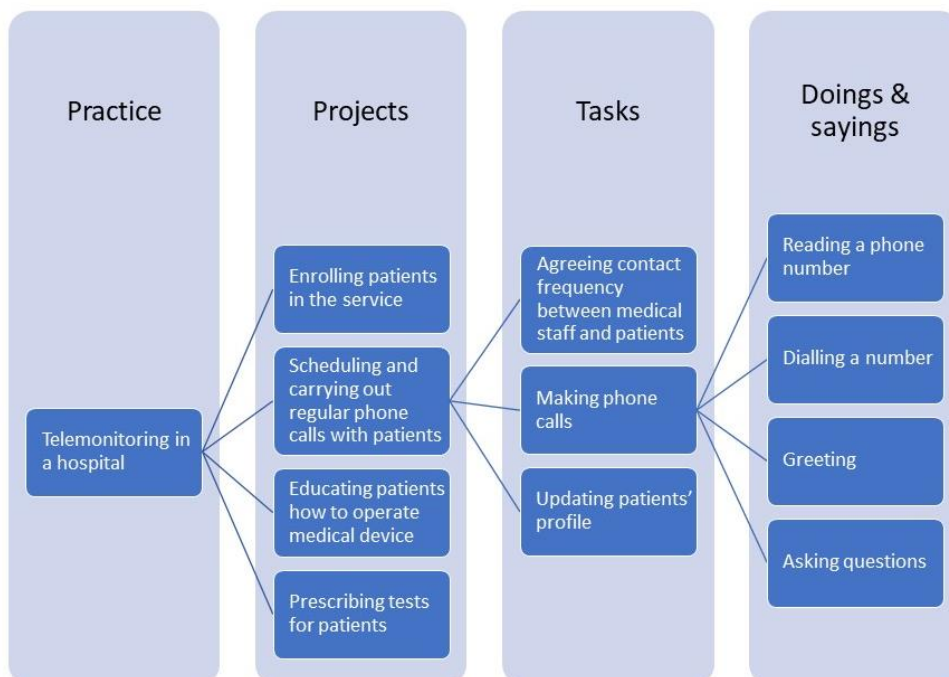 Practice
Telemonitoring in
a hospital
Projects
Enrolling patients
in the service
Scheduling and
carrying out
regular phone
calls with patients
Educating patients
how to operate
medical device
Prescribing tests
for patients
Tasks
Agreeing contact
frequency
between medical
staff and patients
Making phone
calls
Updating patients’
profile
Doings &
sayings
Reading a phone
number
Dialling a number
Greeting
Asking questions